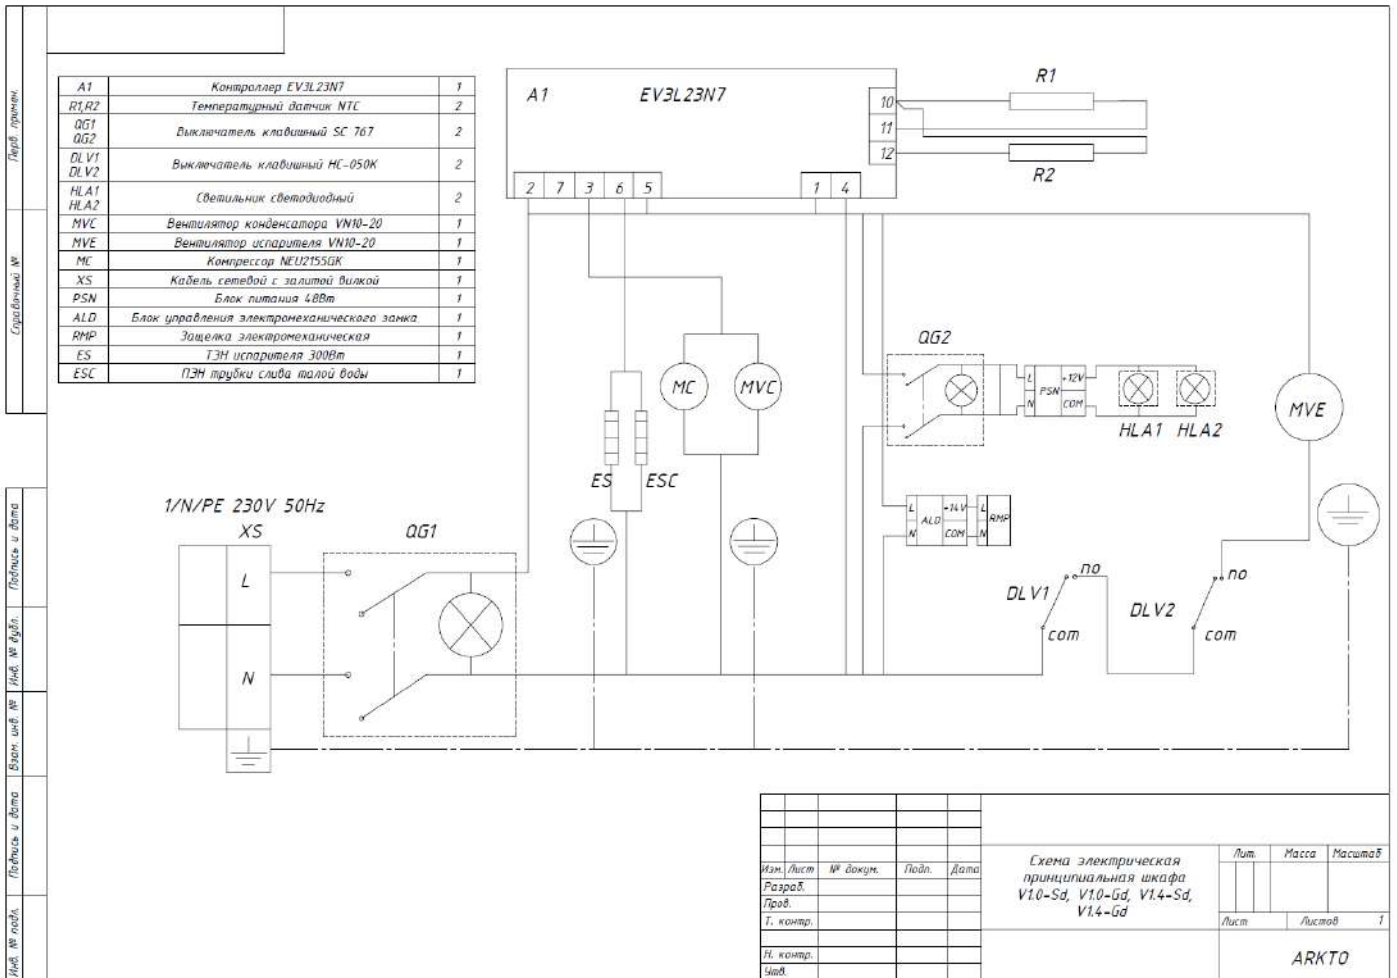 Перв. примен.
Справочный №
Подпись и дата
Инв. № дубл.
Взам. инв. №
Подпись и дата
Инв. № подл.
A1 Контроллер EV3L23N7 1
R1,R2 Температурный датчик NTC 2
QG1
QG2 Выключатель клавишный SC 767 2
DLV1
DLV2 Выключатель клавишный НС-050К 2
HLA1
HLA2 Светильник светодиодный 2
MVC Вентилятор конденсатора VN10-20 1
MVE Вентилятор испарителя VN10-20 1
MC Компрессор NEU2155GK 1
XS Кабель сетевой с залитой вилкой 1
PSN Блок питания 48Вт 1
ALD Блок управления электромеханического замка 1
RMP Защелка электромеханическая 1
ES ТЭН испарителя 300Вт 1
ESC ПЭН трубки слива талой воды 1
A1 EV3L23N7
10
11
12
2 7 3 6 5 1 4
R1
R2
QG2
L PSN +12V
N COM
HLA1 HLA2
MC MVC
MVE
ES ESC
1/N/PE 230V 50Hz
XS
QG1
L
N
L ALD +14V L RMP
N COM N
DLV1 no
com
DLV2 no
com
Изм. Лист № докум. Подп. Дата
Разраб.
Пров.
Т. контр.
Н. контр.
Утв.
Схема электрическая
принципиальная шкафа
V1.0-Sd, V1.0-Gd, V1.4-Sd,
V1.4-Gd
Лит. Масса Масштаб
Лист Листов 1
ARKTO